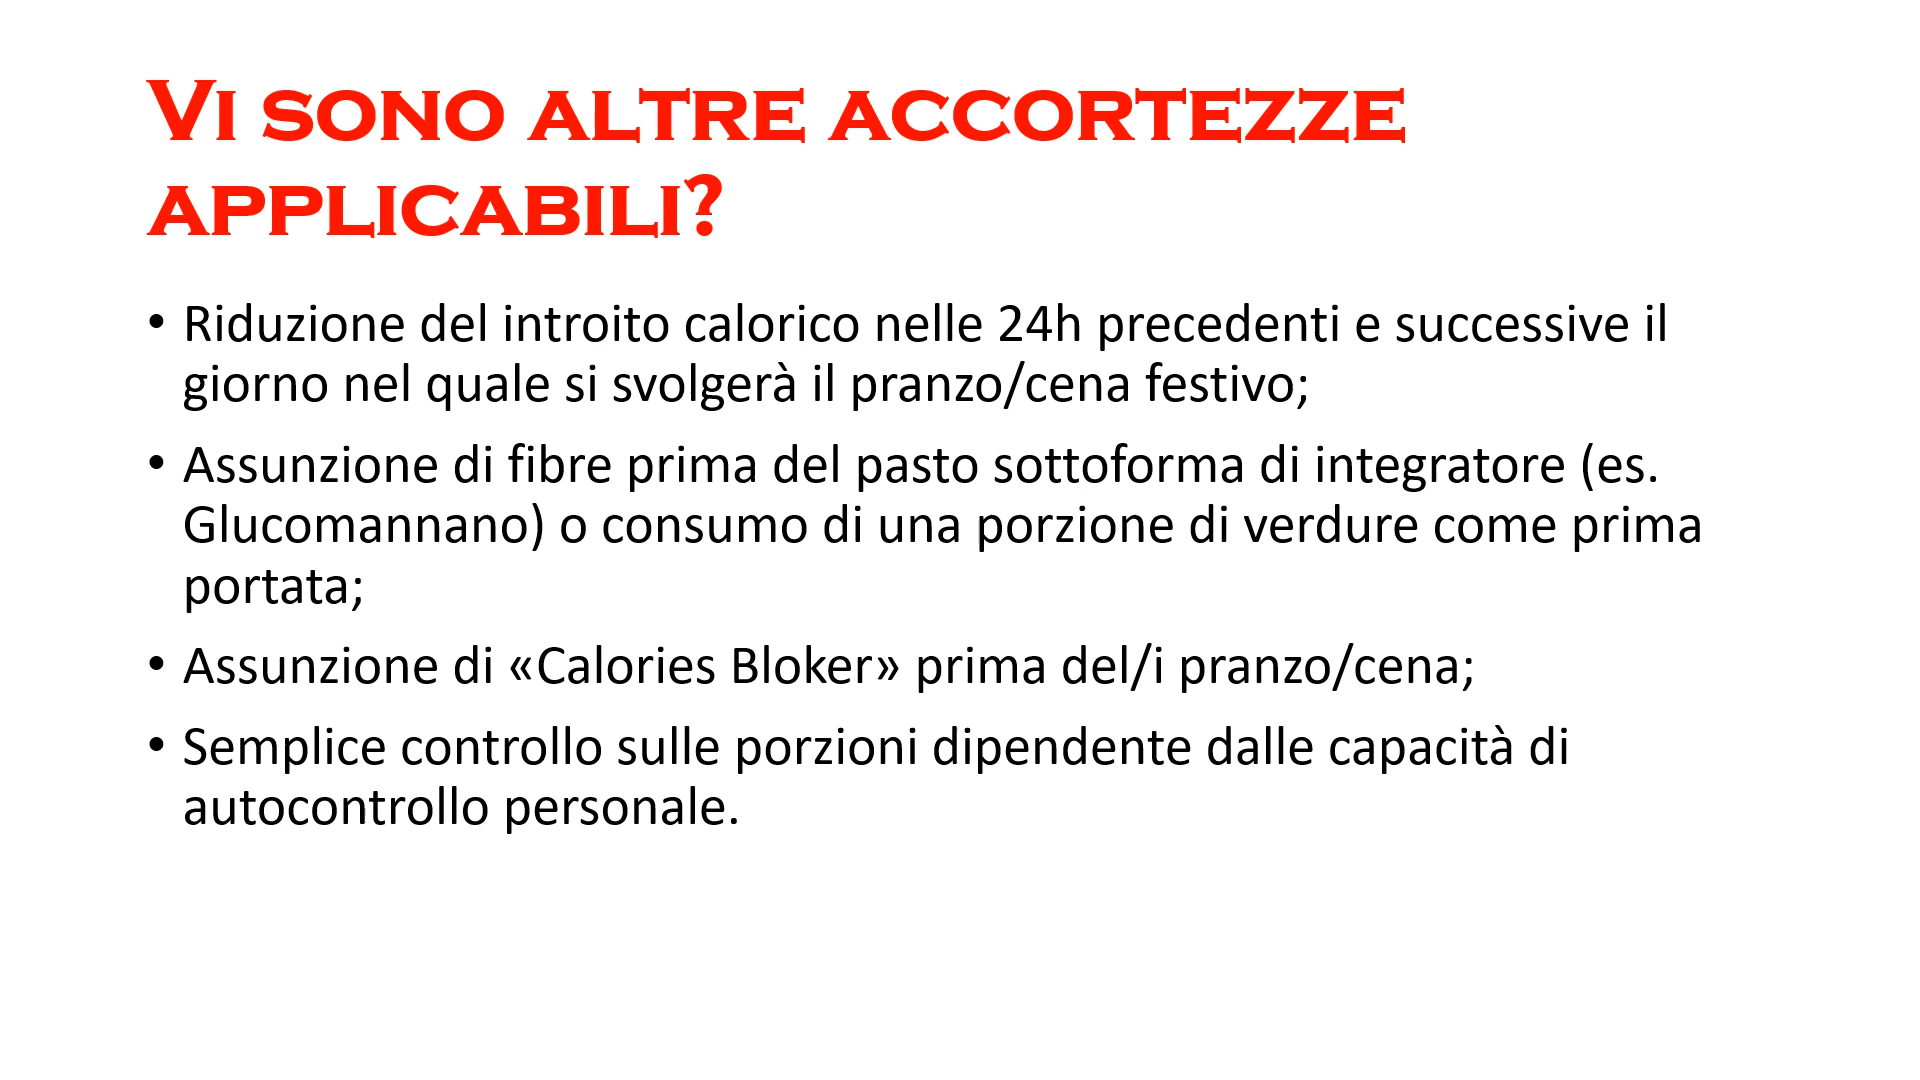 Vi sono altre accortezze
applicabili?
• Riduzione del introito calorico nelle 24h precedenti e successive il
giorno nel quale si svolgerà il pranzo/cena festivo;
• Assunzione di fibre prima del pasto sottoforma di integratore (es.
Glucomannano) o consumo di una porzione di verdure come prima
portata;
• Assunzione di «Calories Bloker» prima del/i pranzo/cena;
• Semplice controllo sulle porzioni dipendente dalle capacità di
autocontrollo personale.